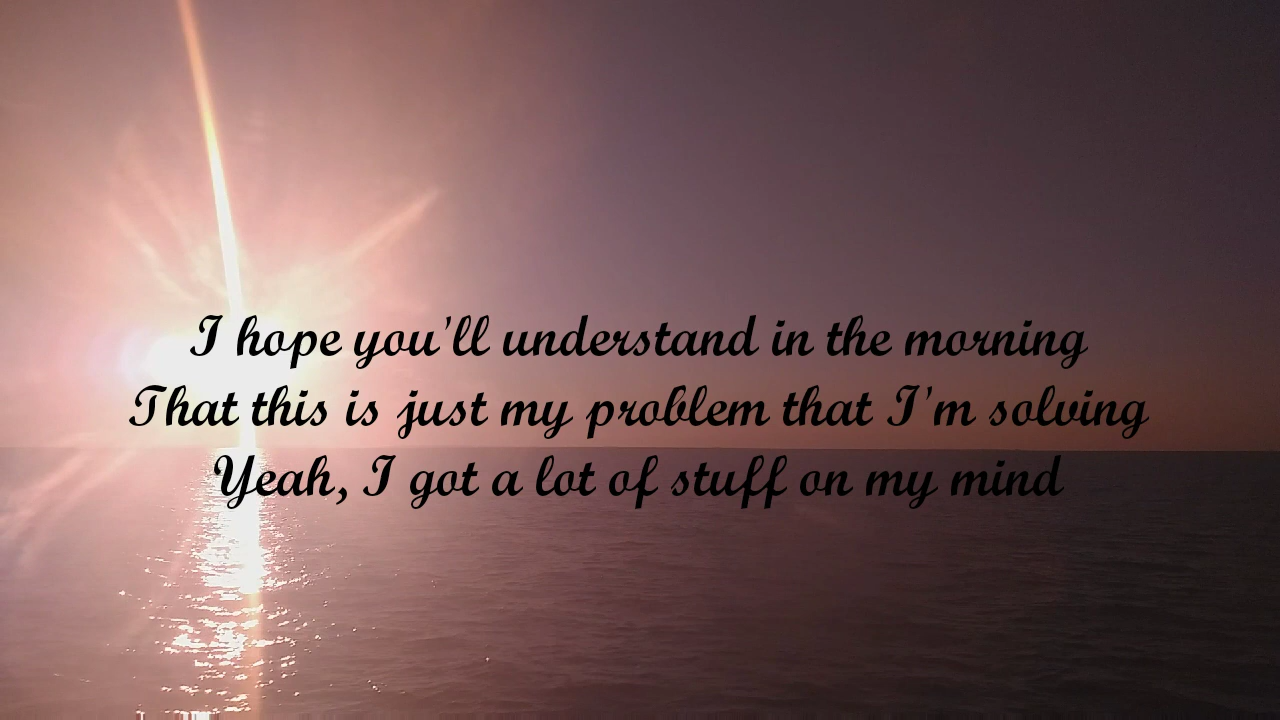 I hope you'll understand in the morning
That this is just my problem that I'm solving
Yeah, I got a lot of stuff on my mind